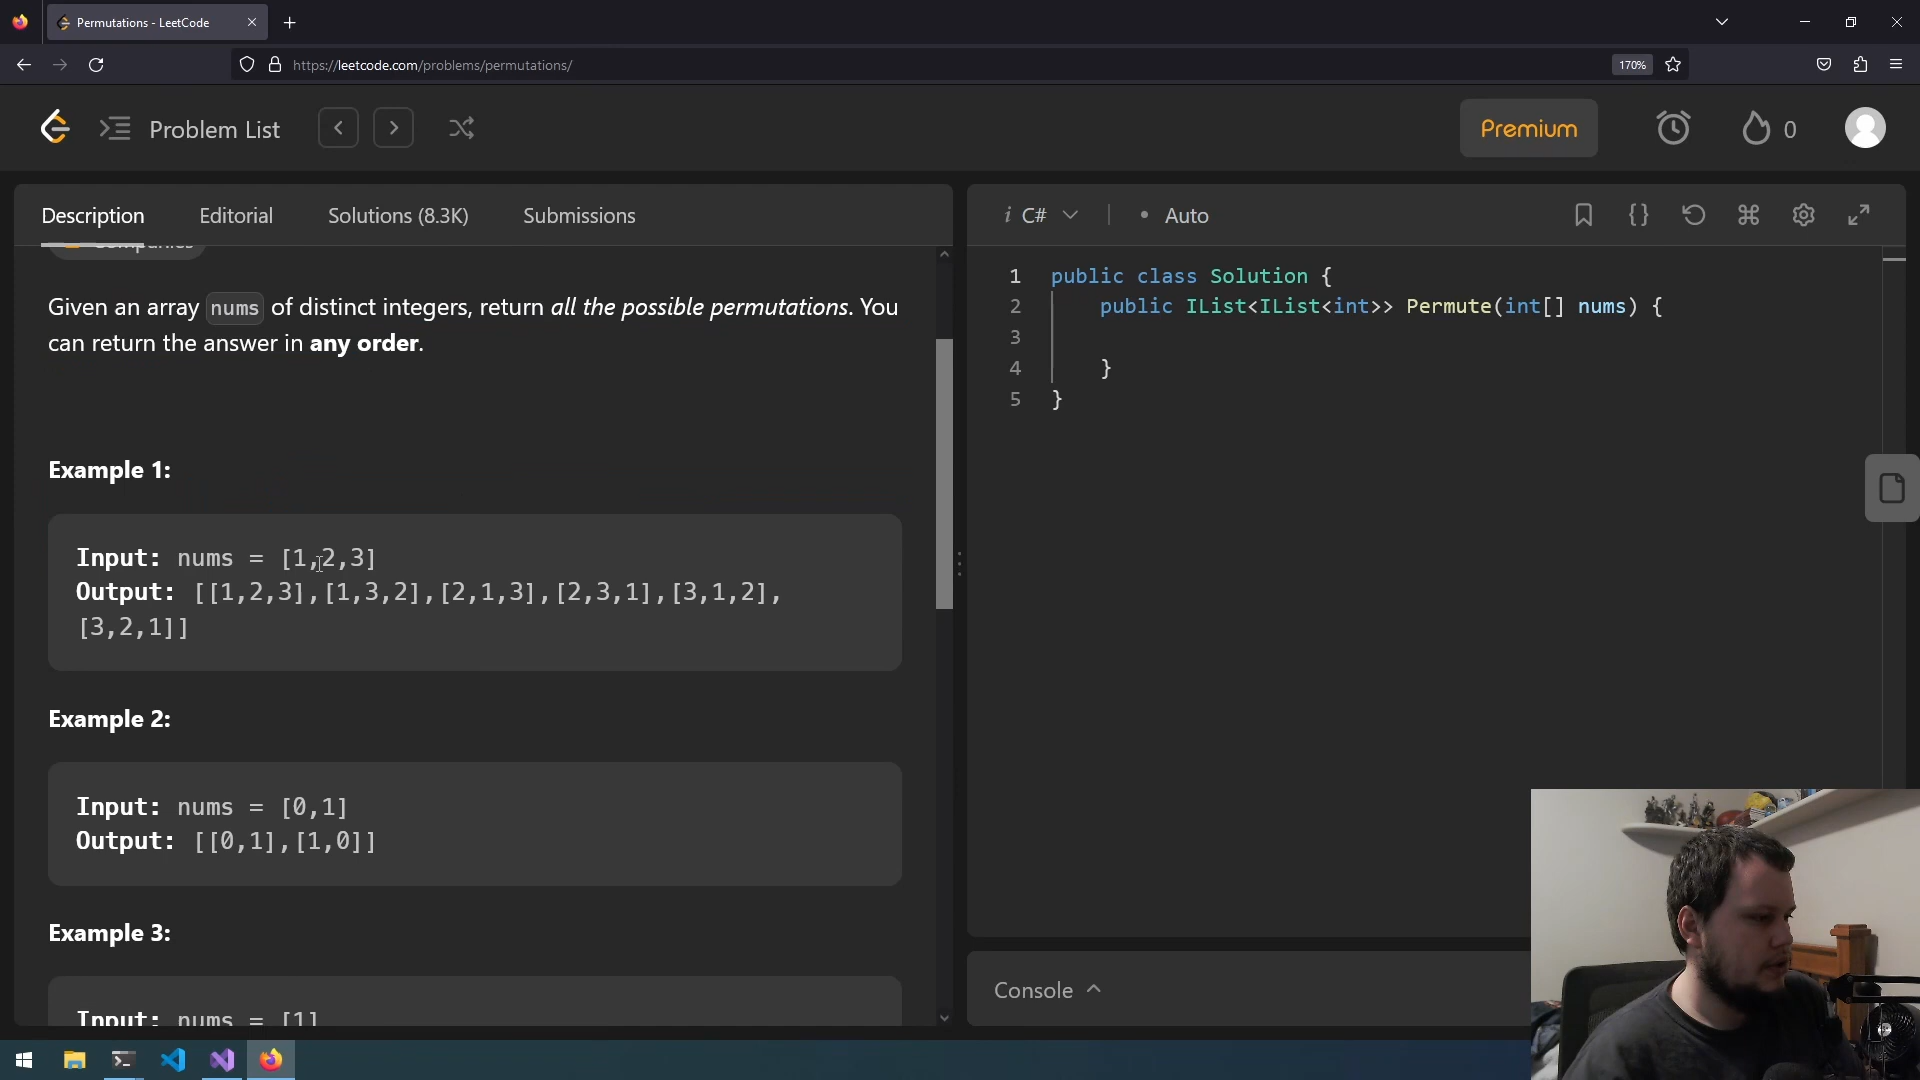 Permutations - LeetCode
https://leetcode.com/problems/permutations/
170%
Problem List
Premium
0
Description
Editorial
Solutions (8.3K)
Submissions
Companies
Given an array nums of distinct integers, return all the possible permutations. You
can return the answer in any order.
Example 1:
Input: nums = [1,2,3]
Output: [[1,2,3],[1,3,2],[2,1,3],[2,3,1],[3,1,2],
[3,2,1]]
Example 2:
Input: nums = [0,1]
Output: [[0,1],[1,0]]
Example 3:
Input: nums = [1]
i C#
Auto
1 public class Solution {
2 public IList<IList<int>> Permute(int[] nums) {
3
4 }
5 }
Console